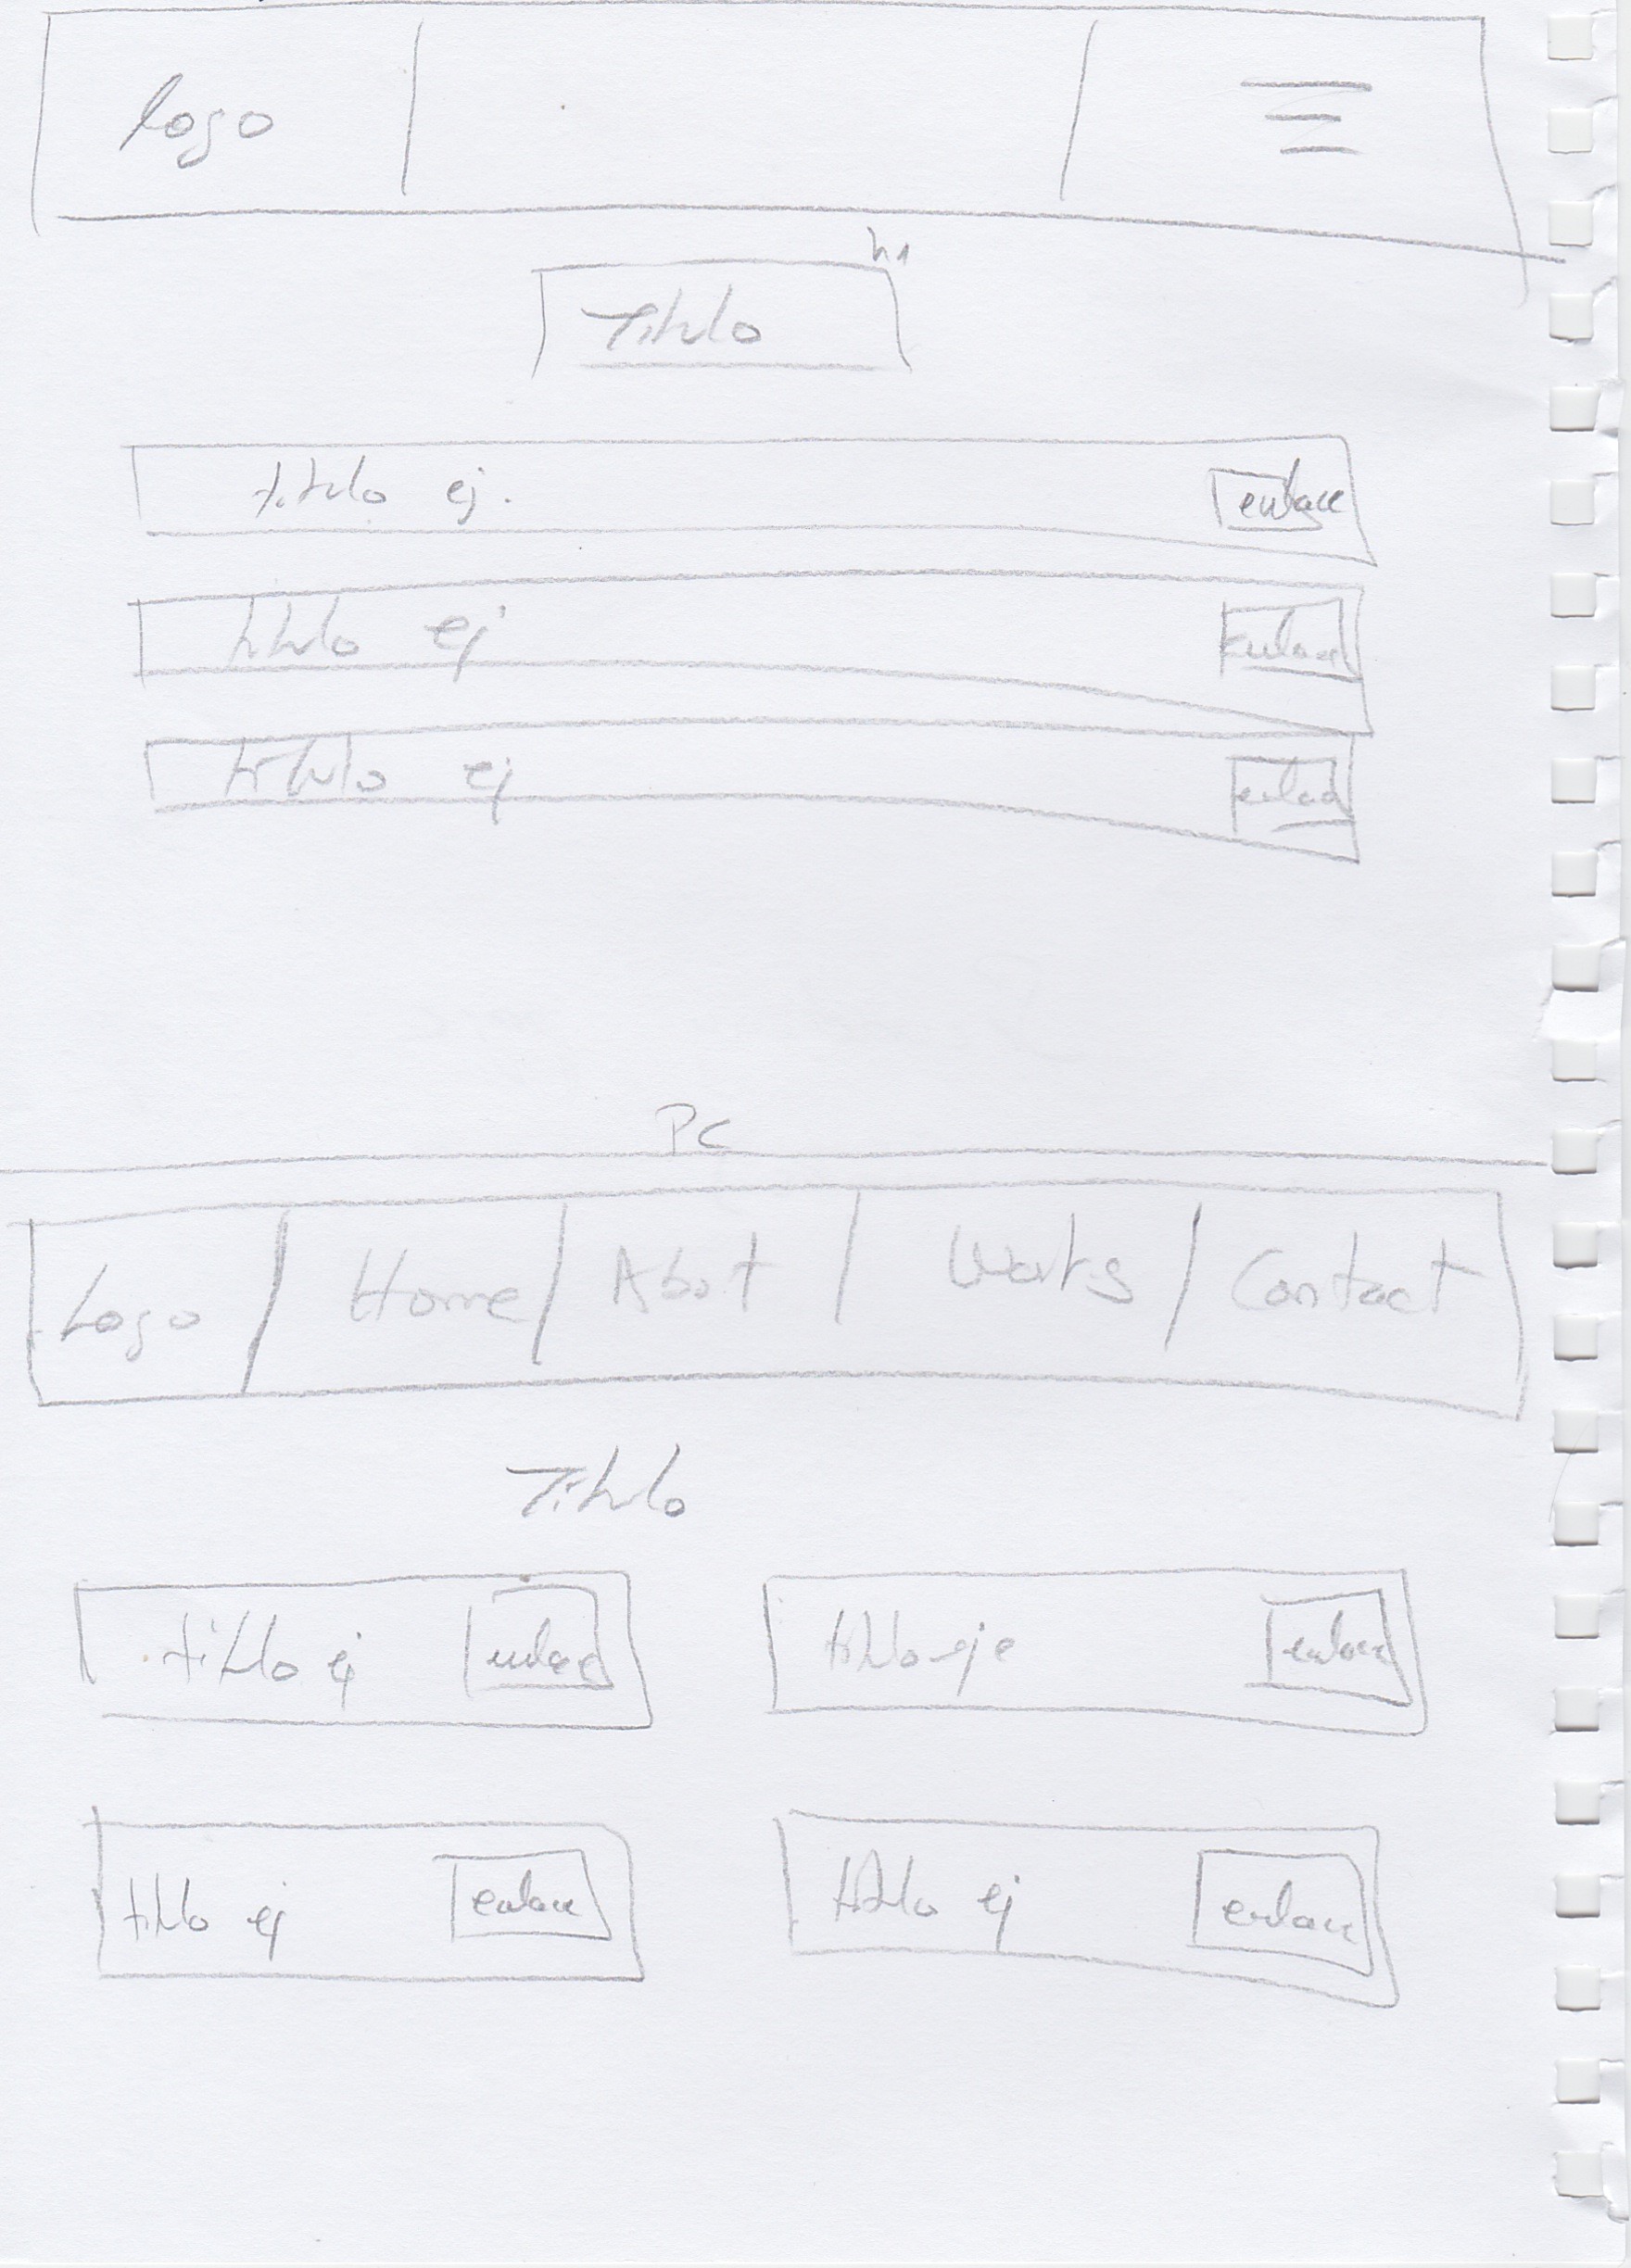 logo
h1
Titulo
titulo ej.
enlace
titulo ej
enlace
titulo ej
enlace
PC
Logo Home Abot Works Contact
Titulo
titulo ej enlace
titulo eje enlace
titulo ej enlace
titulo ej enlace